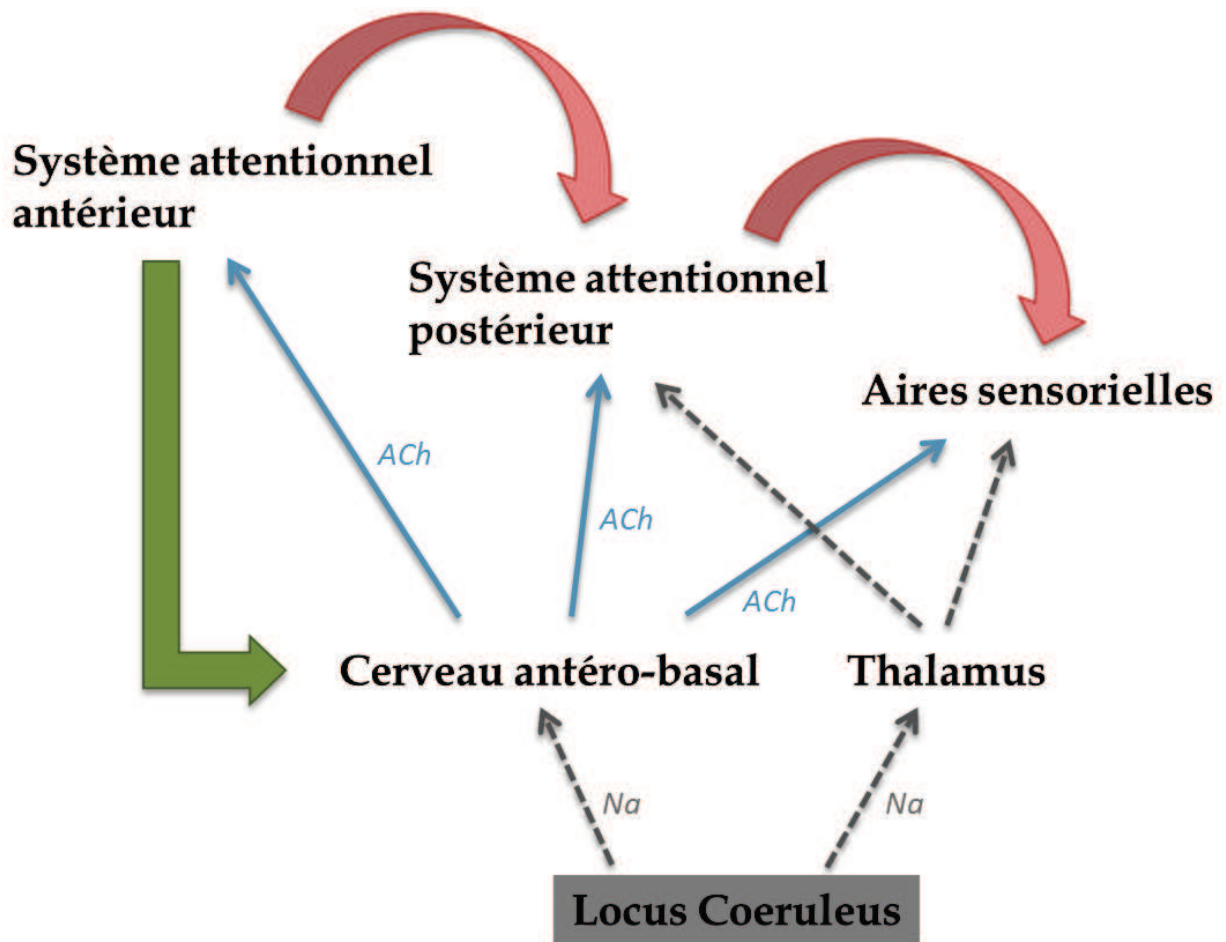 Système attentionnel
antérieur
Système attentionnel
postérieur
Aires sensorielles
ACh
ACh
ACh
Cerveau antéro-basal
Thalamus
Na
Na
Locus Coeruleus